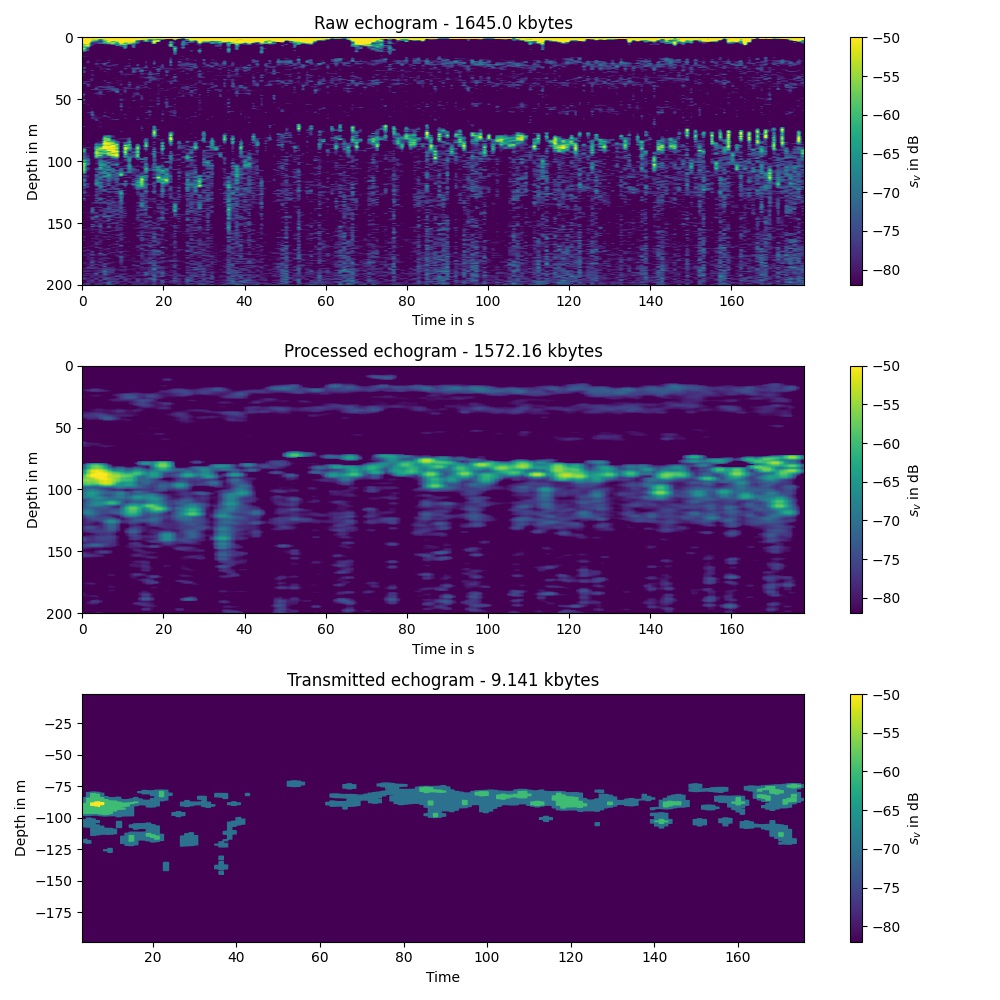 Raw echogram - 1645.0 kbytes
0
50
100
150
200
Depth in m
0 20 40 60 80 100 120 140 160
Time in s
−50
−55
−60
−65
−70
−75
−80
sv in dB
Processed echogram - 1572.16 kbytes
0
50
100
150
200
Depth in m
0 20 40 60 80 100 120 140 160
Time in s
−50
−55
−60
−65
−70
−75
−80
sv in dB
Transmitted echogram - 9.141 kbytes
−25
−50
−75
−100
−125
−150
−175
Depth in m
20 40 60 80 100 120 140 160
Time
−50
−55
−60
−65
−70
−75
−80
sv in dB